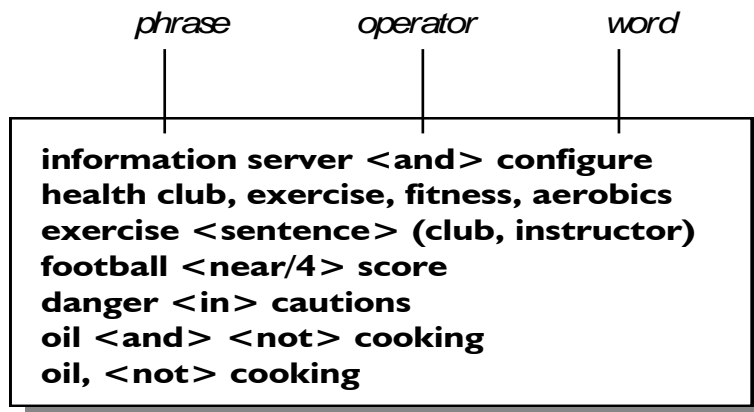 phrase operator word
information server <and> configure
health club, exercise, fitness, aerobics
exercise <sentence> (club, instructor)
football <near/4> score
danger <in> cautions
oil <and> <not> cooking
oil, <not> cooking